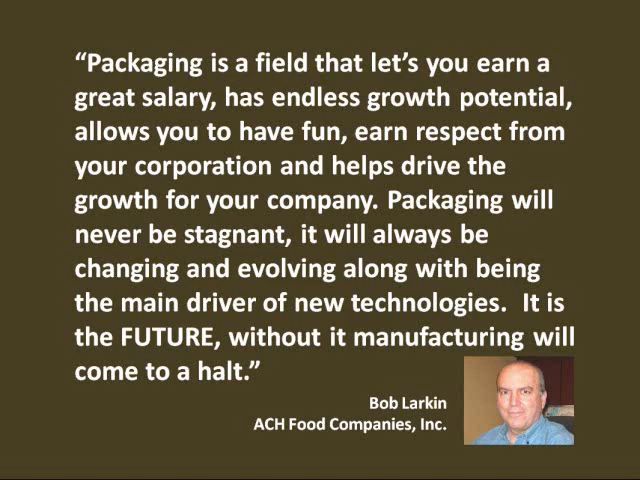 “Packaging is a field that let’s you earn a
great salary, has endless growth potential,
allows you to have fun, earn respect from
your corporation and helps drive the
growth for your company. Packaging will
never be stagnant, it will always be
changing and evolving along with being
the main driver of new technologies.  It is
the FUTURE, without it manufacturing will
come to a halt.”
Bob Larkin
ACH Food Companies, Inc.